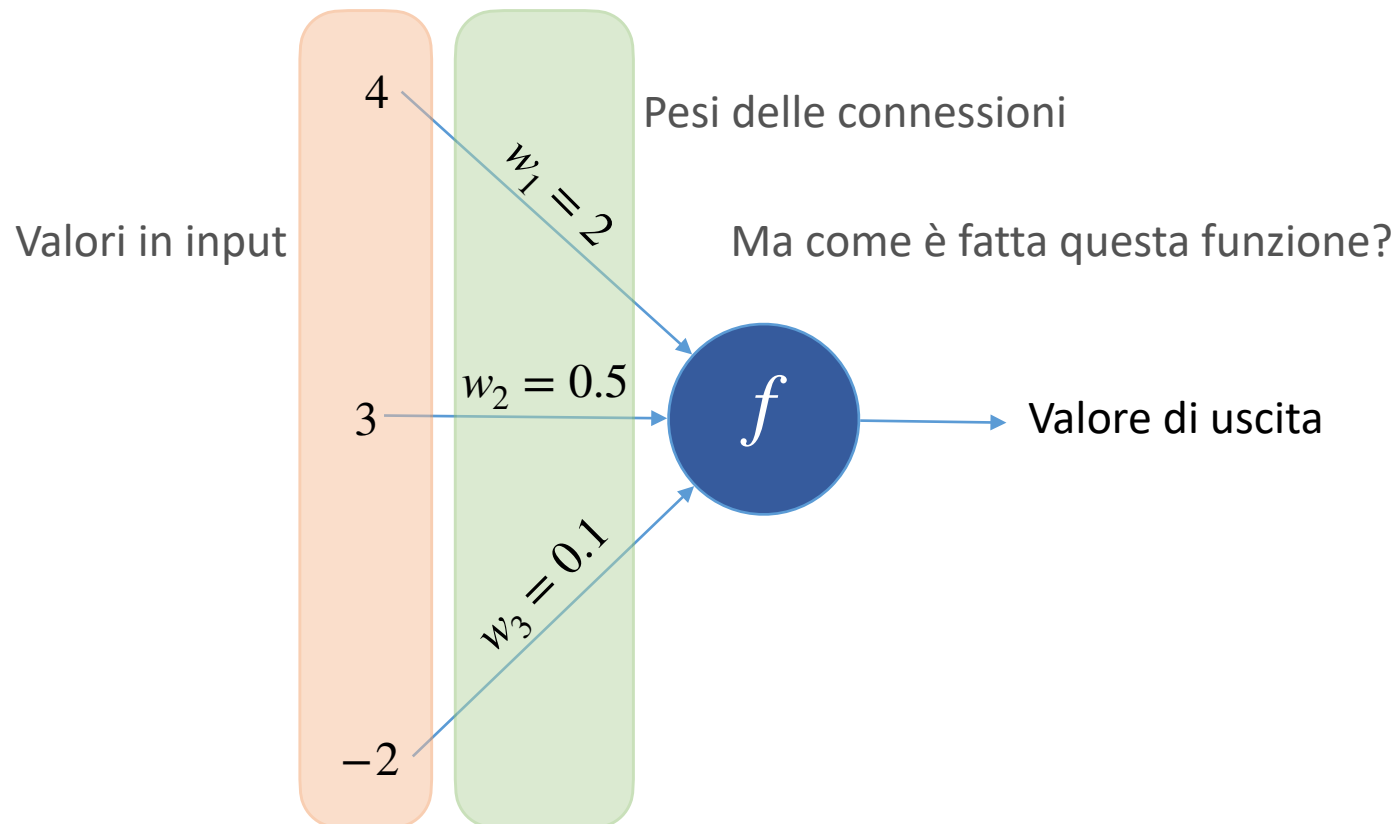 4
Pesi delle connessioni
w₁ = 2
Valori in input
Ma come è fatta questa funzione?
w₂ = 0.5
3
f
Valore di uscita
w₃ = 0.1
−2